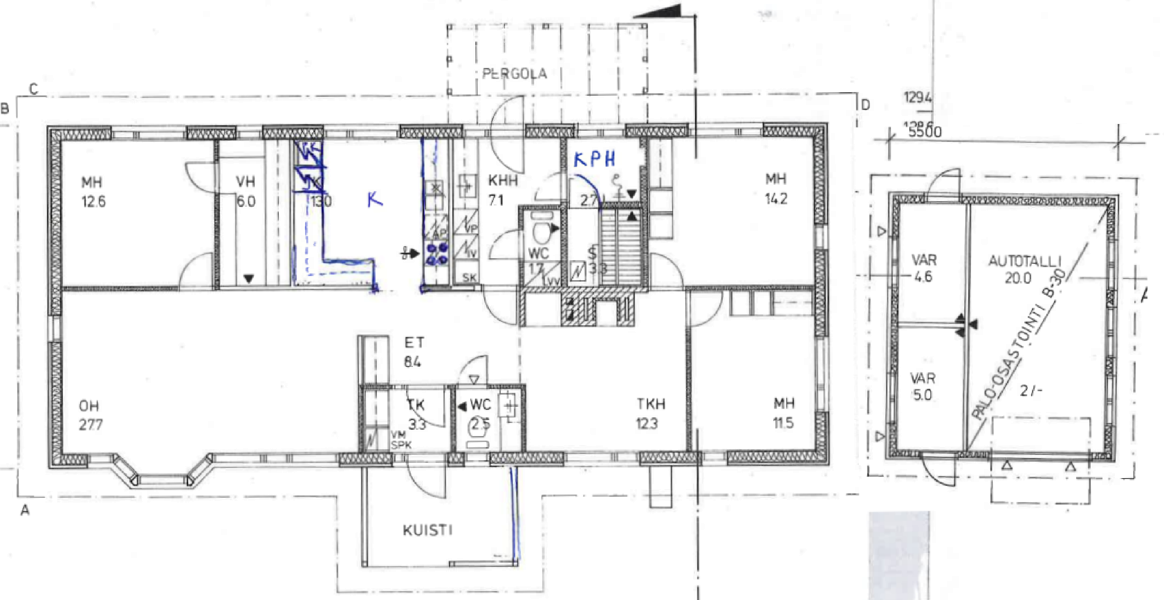 PERGOLA
C
B
D
129.4
5500
KPH
MH
12.6
VH
6.0
K
13.0
K
KHH
7.1
2.7
MH
14.2
AP
VP
IV
SK
WC
1.7
VV
S
3.3
VAR
4.6
AUTOTALLI
20.0
PALO-OSASTOINTI B-30
ET
8.4
OH
27.7
TK
3.3
WC
2.5
VM
SPK
TKH
12.3
MH
11.5
VAR
5.0
2/-
A
KUISTI